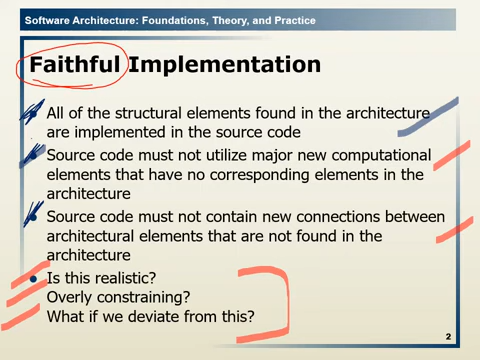 Software Architecture: Foundations, Theory, and Practice
Faithful Implementation
All of the structural elements found in the architecture
are implemented in the source code
Source code must not utilize major new computational
elements that have no corresponding elements in the
architecture
Source code must not contain new connections between
architectural elements that are not found in the
architecture
Is this realistic?
Overly constraining?
What if we deviate from this?
2